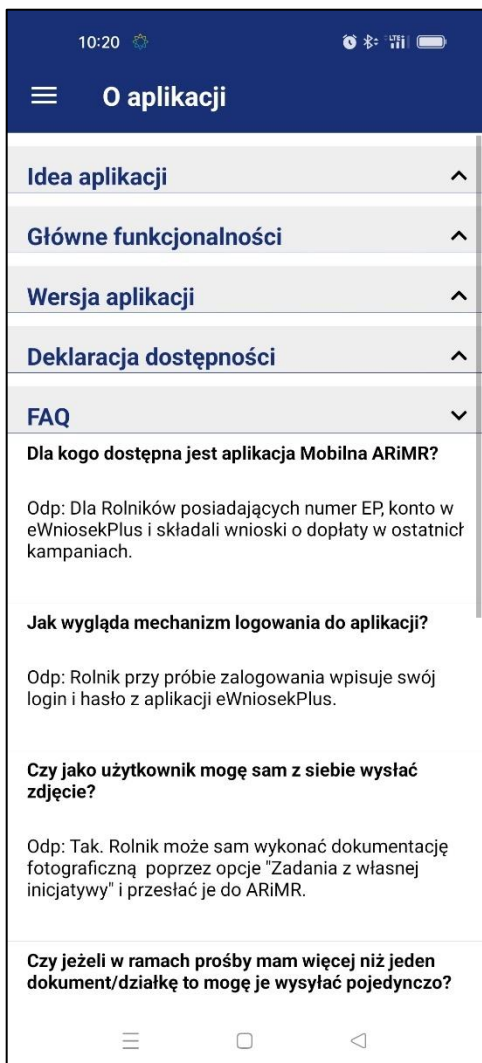 10:20
O aplikacji
Idea aplikacji
Główne funkcjonalności
Wersja aplikacji
Deklaracja dostępności
FAQ
Dla kogo dostępna jest aplikacja Mobilna ARiMR?
Odp: Dla Rolników posiadających numer EP, konto w
eWniosekPlus i składali wnioski o dopłaty w ostatnich
kampaniach.
Jak wygląda mechanizm logowania do aplikacji?
Odp: Rolnik przy próbie zalogowania wpisuje swój
login i hasło z aplikacji eWniosekPlus.
Czy jako użytkownik mogę sam z siebie wysłać
zdjęcie?
Odp: Tak. Rolnik może sam wykonać dokumentację
fotograficzną poprzez opcje "Zadania z własnej
inicjatywy" i przesłać je do ARiMR.
Czy jeżeli w ramach prośby mam więcej niż jeden
dokument/działkę to mogę je wysyłać pojedynczo?